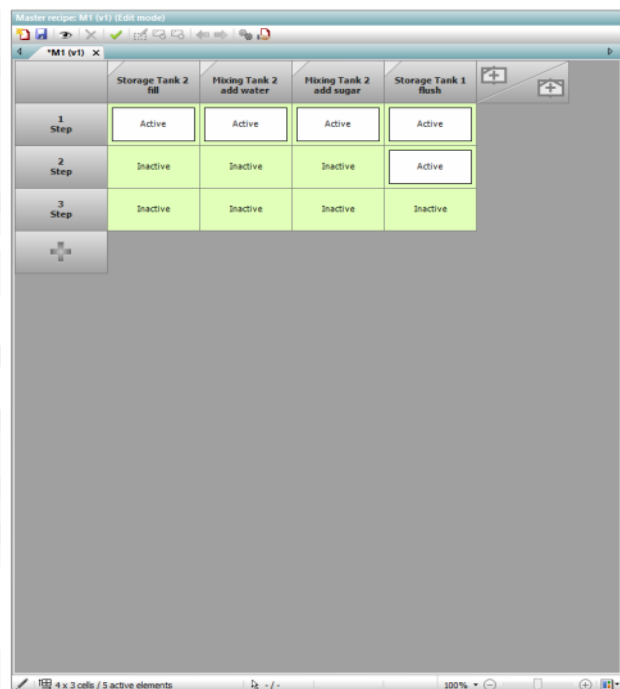 Master recipe: M1 (v1) (Edit mode)
*M1 (v1) X
Storage Tank 2 fill
Mixing Tank 2 add water
Mixing Tank 2 add sugar
Storage Tank 1 flush
1 Step
Active
Active
Active
Active
2 Step
Inactive
Inactive
Inactive
Active
3 Step
Inactive
Inactive
Inactive
Inactive
4 x 3 cells / 5 active elements
- / -
100%